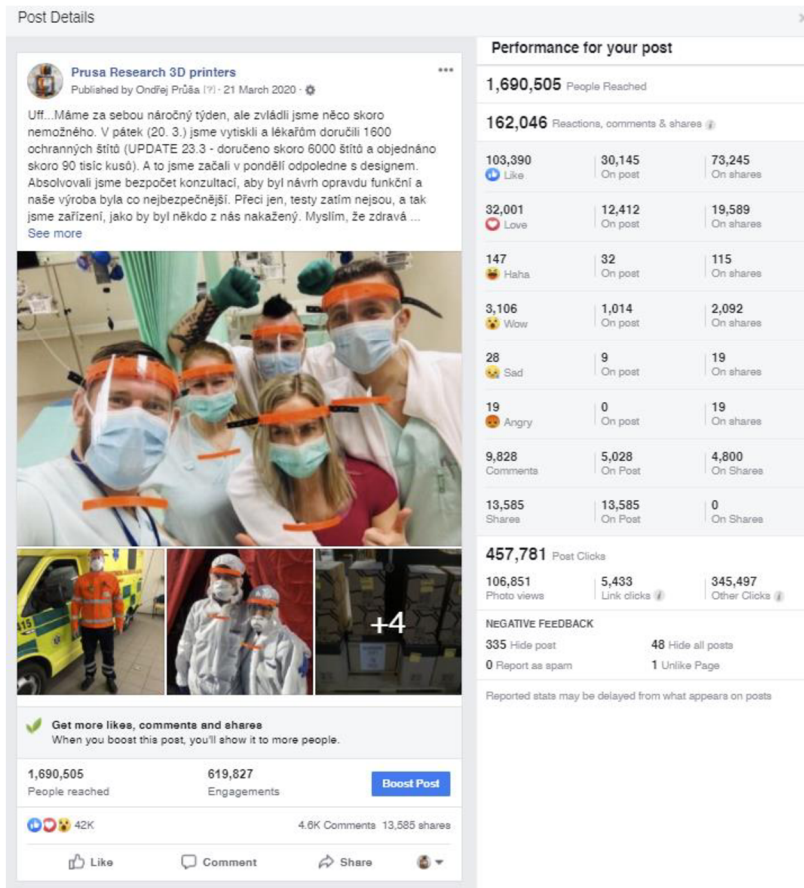 Post Details
Prusa Research 3D printers
Published by Ondřej Průša [?] · 21 March 2020 ·
Uff...Máme za sebou náročný týden, ale zvládli jsme něco skoro
nemožného. V pátek (20. 3.) jsme vytiskli a lékařům doručili 1600
ochranných štítů (UPDATE 23.3 - doručeno skoro 6000 štítů a objednáno
skoro 90 tisíc kusů). A to jsme začali v pondělí odpoledne s designem.
Absolvovali jsme bezpočet konzultací, aby byl návrh opravdu funkční a
naše výroba byla co nejbezpečnější. Přeci jen, testy zatím nejsou, a tak
jsme zařízení, jako by byl někdo z nás nakažený. Myslím, že zdravá ...
See more
+4
Get more likes, comments and shares
When you boost this post, you'll show it to more people.
1,690,505
People reached
619,827
Engagements
Boost Post
42K
4.6K Comments 13,585 shares
Like
Comment
Share
Performance for your post
1,690,505 People Reached
162,046 Reactions, comments & shares
103,390
Like
30,145
On post
73,245
On shares
32,001
Love
12,412
On post
19,589
On shares
147
Haha
32
On post
115
On shares
3,106
Wow
1,014
On post
2,092
On shares
28
Sad
9
On post
19
On shares
19
Angry
0
On post
19
On shares
9,828
Comments
5,028
On Post
4,800
On Shares
13,585
Shares
13,585
On Post
0
On Shares
457,781 Post Clicks
106,851
Photo views
5,433
Link clicks
345,497
Other Clicks
NEGATIVE FEEDBACK
335 Hide post
48 Hide all posts
0 Report as spam
1 Unlike Page
Reported stats may be delayed from what appears on posts